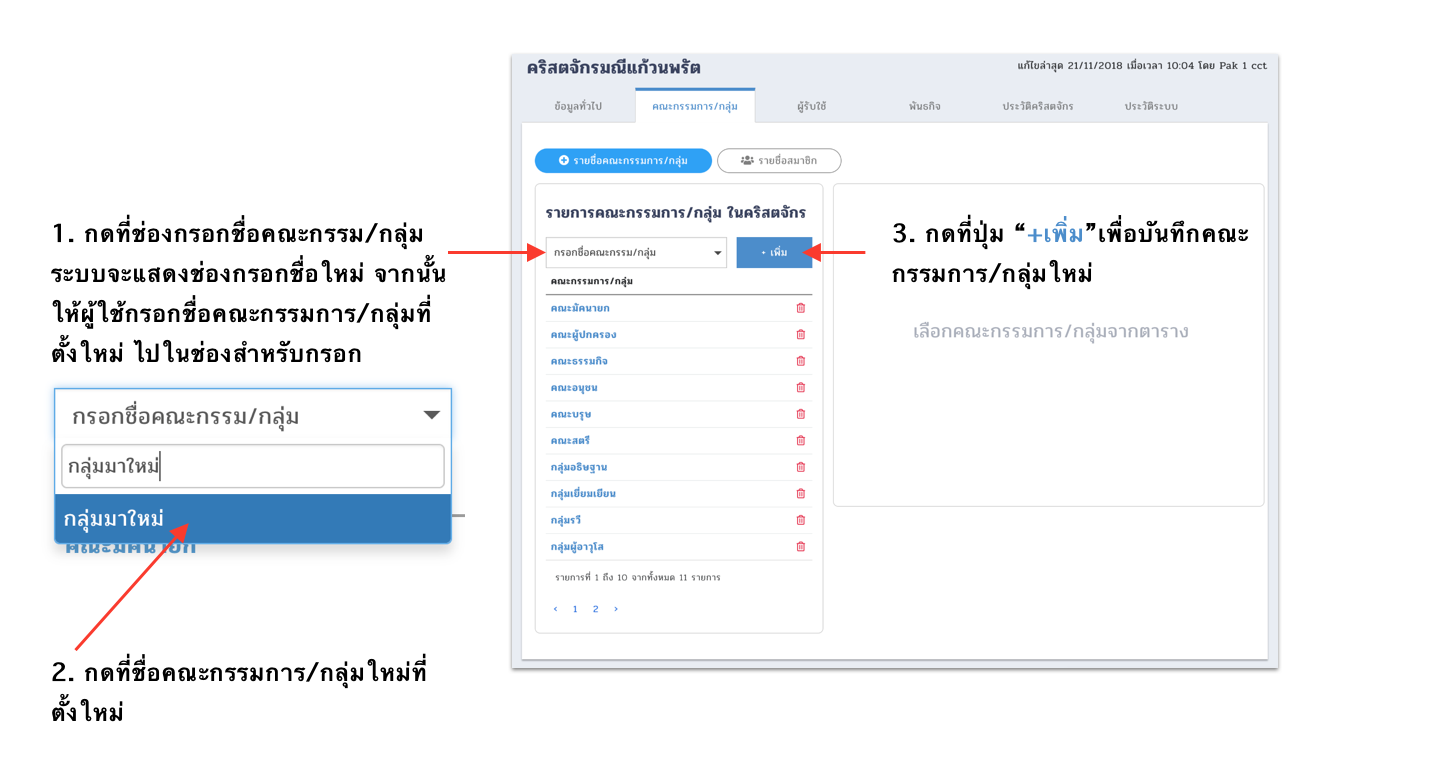 คริสตจักรมณีแก้วนพรัต
แก้ไขล่าสุด 21/11/2018 เมื่อเวลา 10:04 โดย Pak 1 cct
ข้อมูลทั่วไป คณะกรรมการ/กลุ่ม ผู้รับใช้ พันธกิจ ประวัติคริสตจักร ประวัติระบบ
รายชื่อคณะกรรมการ/กลุ่ม รายชื่อสมาชิก
รายการคณะกรรมการ/กลุ่ม ในคริสตจักร
กรอกชื่อคณะกรรม/กลุ่ม + เพิ่ม
คณะกรรมการ/กลุ่ม
คณะมัคนายก
คณะผู้ปกครอง
คณะธรรมกิจ
คณะอนุชน
คณะบุรุษ
คณะสตรี
กลุ่มอธิษฐาน
กลุ่มเยี่ยมเยียน
กลุ่มรวี
กลุ่มผู้อาวุโส
รายการที่ 1 ถึง 10 จากทั้งหมด 11 รายการ
‹ 1 2 ›
เลือกคณะกรรมการ/กลุ่มจากตาราง
1. กดที่ช่องกรอกชื่อคณะกรรม/กลุ่ม
ระบบจะแสดงช่องกรอกชื่อใหม่ จากนั้น
ให้ผู้ใช้กรอกชื่อคณะกรรมการ/กลุ่มที่
ตั้งใหม่ ไปในช่องสำหรับกรอก
กรอกชื่อคณะกรรม/กลุ่ม
กลุ่มมาใหม่
กลุ่มมาใหม่
คณะมัคนายก
2. กดที่ชื่อคณะกรรมการ/กลุ่มใหม่ที่
ตั้งใหม่
3. กดที่ปุ่ม “+เพิ่ม”เพื่อบันทึกคณะ
กรรมการ/กลุ่มใหม่